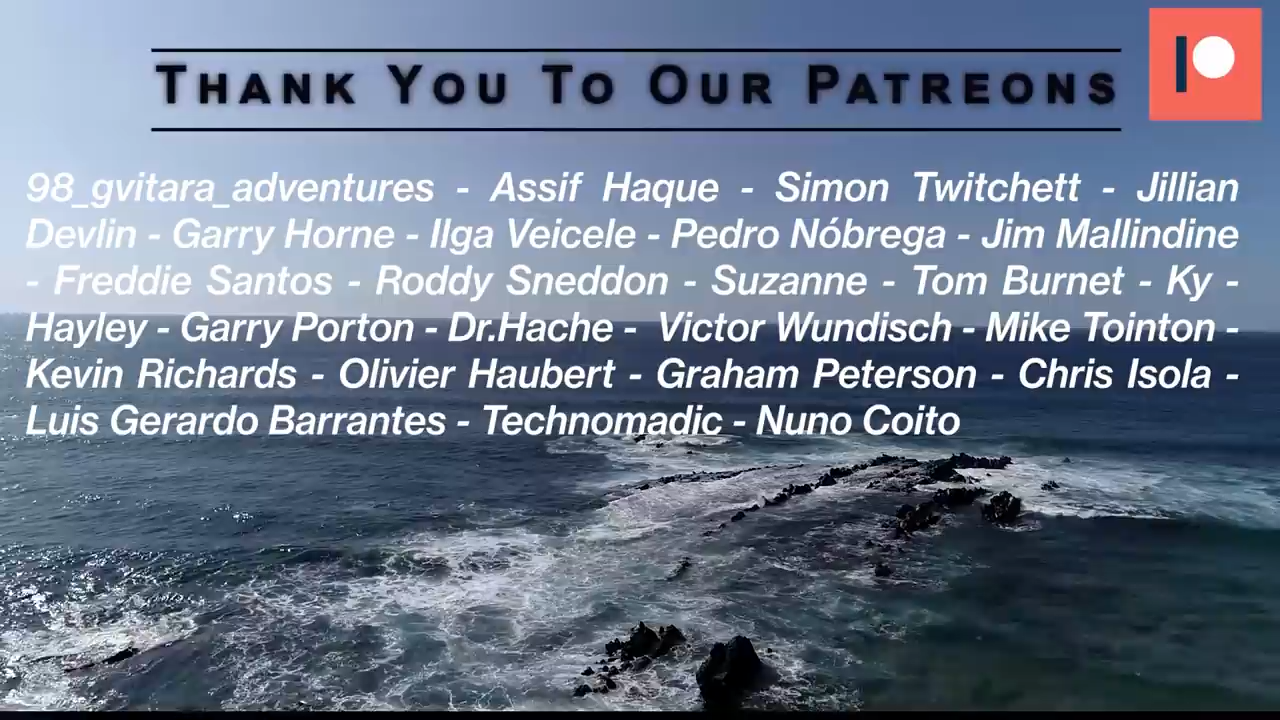 Thank You To Our Patreons
98_gvitara_adventures - Assif Haque - Simon Twitchett - Jillian
Devlin - Garry Horne - Ilga Veicele - Pedro Nóbrega - Jim Mallindine
- Freddie Santos - Roddy Sneddon - Suzanne - Tom Burnet - Ky -
Hayley - Garry Porton - Dr.Hache - Victor Wundisch - Mike Tointon -
Kevin Richards - Olivier Haubert - Graham Peterson - Chris Isola -
Luis Gerardo Barrantes - Technomadic - Nuno Coito